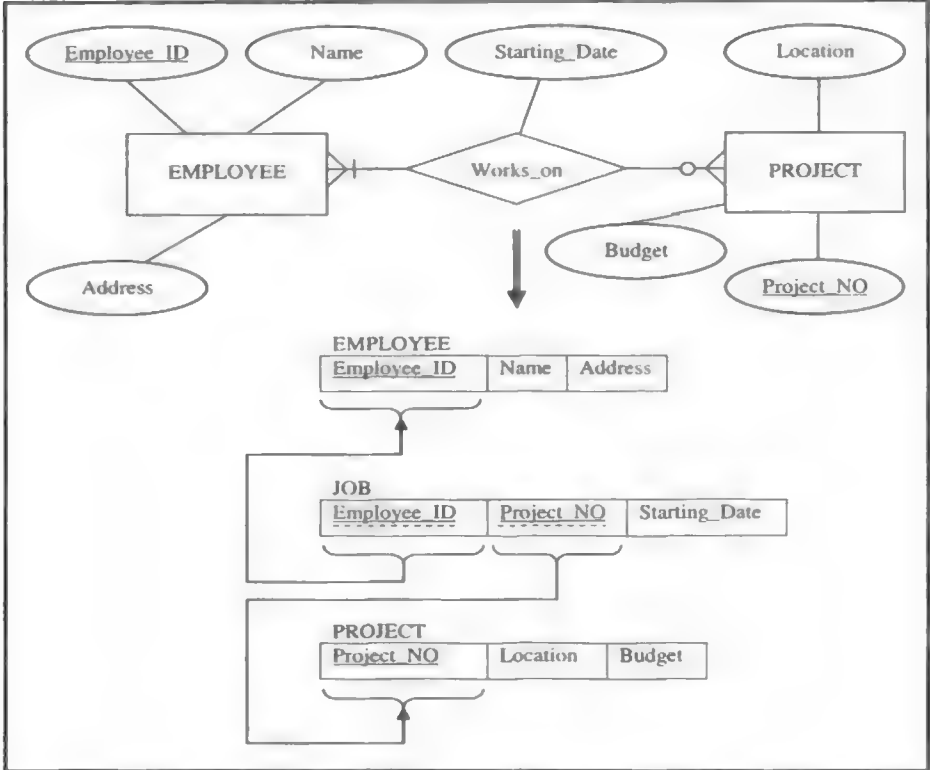 Employee_ID Name Starting_Date Location
EMPLOYEE Works_on PROJECT
Budget
Address Project_NO
EMPLOYEE
Employee_ID Name Address
JOB
Employee_ID Project_NO Starting_Date
PROJECT
Project_NO Location Budget